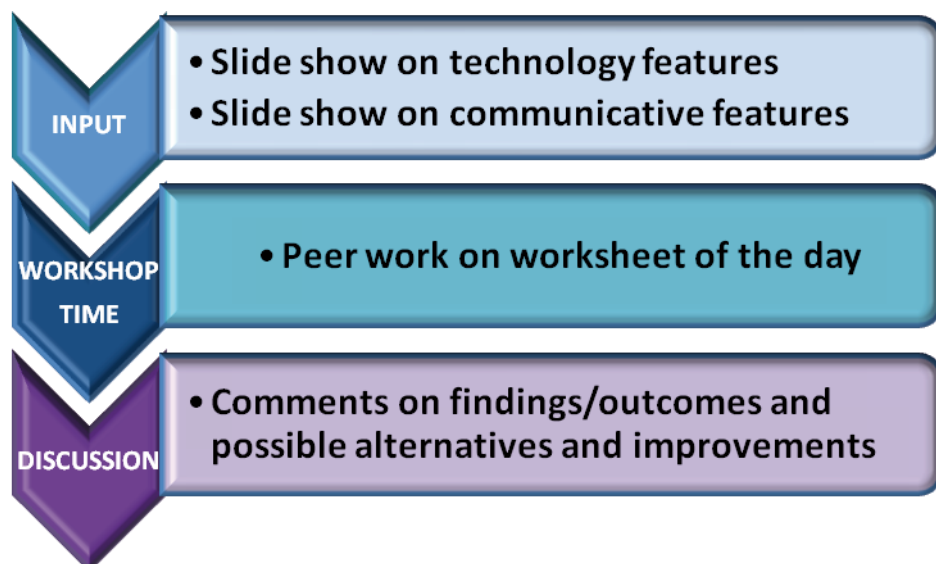 INPUT
• Slide show on technology features
• Slide show on communicative features
WORKSHOP
TIME
• Peer work on worksheet of the day
DISCUSSION
• Comments on findings/outcomes and
possible alternatives and improvements